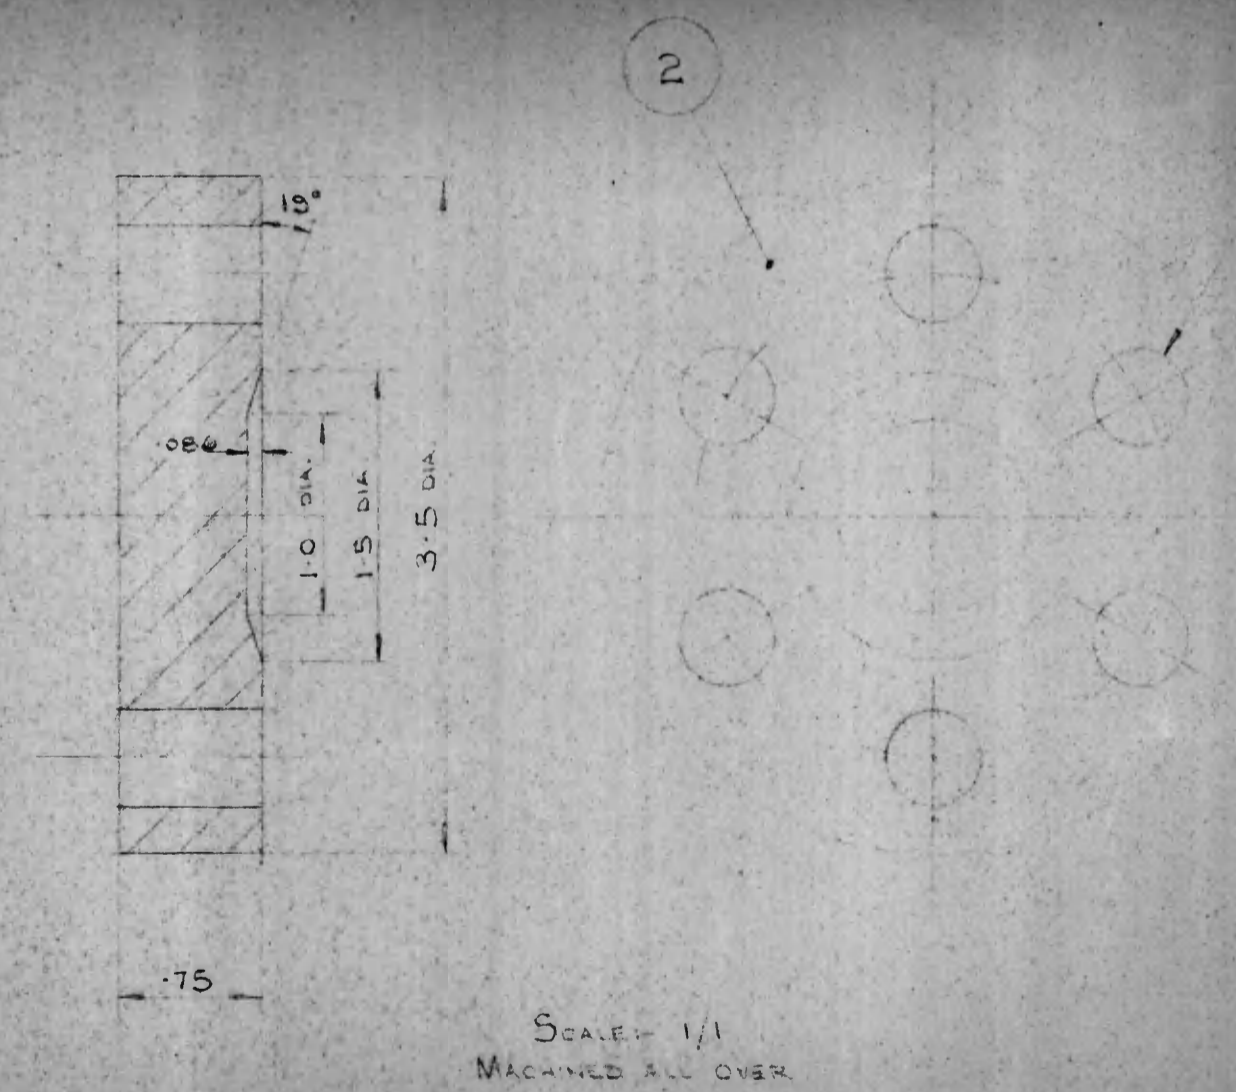 2
19°
·086
1·0 DIA.
1·5 DIA
3·5 DIA.
·75
SCALE:- 1/1
MACHINED ALL OVER